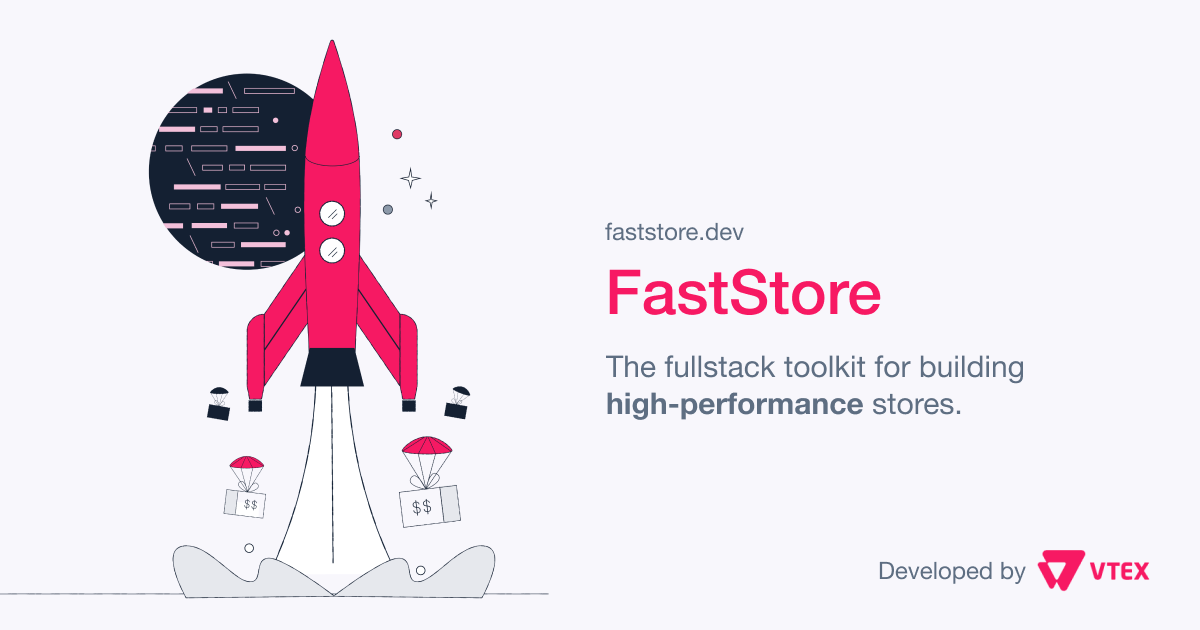 faststore.dev
FastStore
The fullstack toolkit for building
high-performance stores.
$$
$$
Developed by VTEX